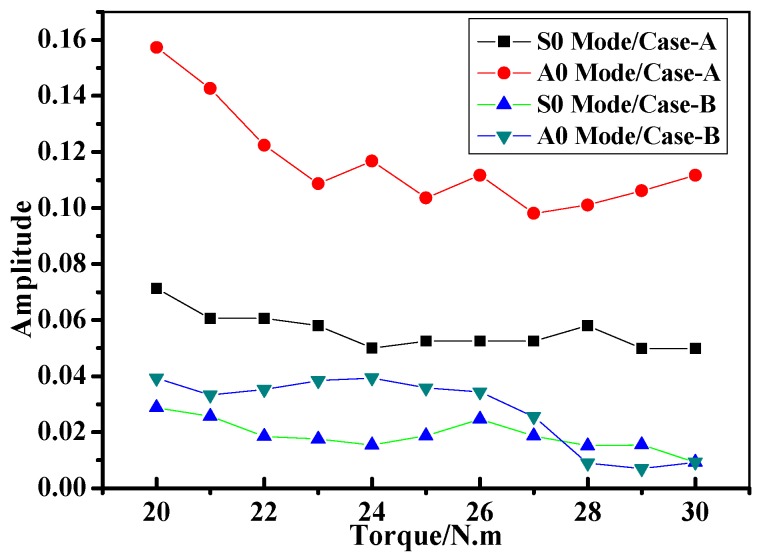 S0 Mode/Case-A
A0 Mode/Case-A
S0 Mode/Case-B
A0 Mode/Case-B
Amplitude
0.16
0.14
0.12
0.10
0.08
0.06
0.04
0.02
0.00
20 22 24 26 28 30
Torque/N.m